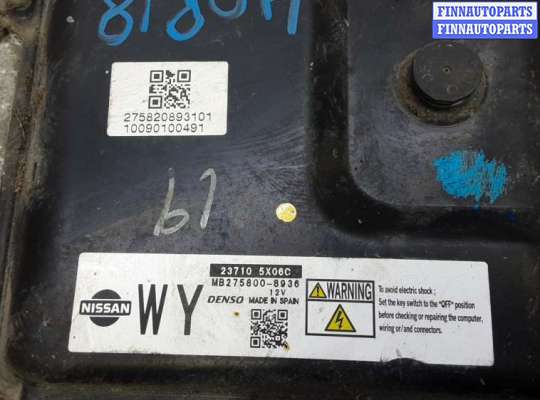 FINNAUTOPARTS
FINNAUTOPARTS
275820893101
10090100491
23710 5X06C
MB275800-8936
12V
NISSAN
WY
DENSO MADE IN SPAIN
WARNING
To avoid electric shock ;
Set the key switch to the "OFF" position
before checking or repairing the computer,
wiring or/and connectors.